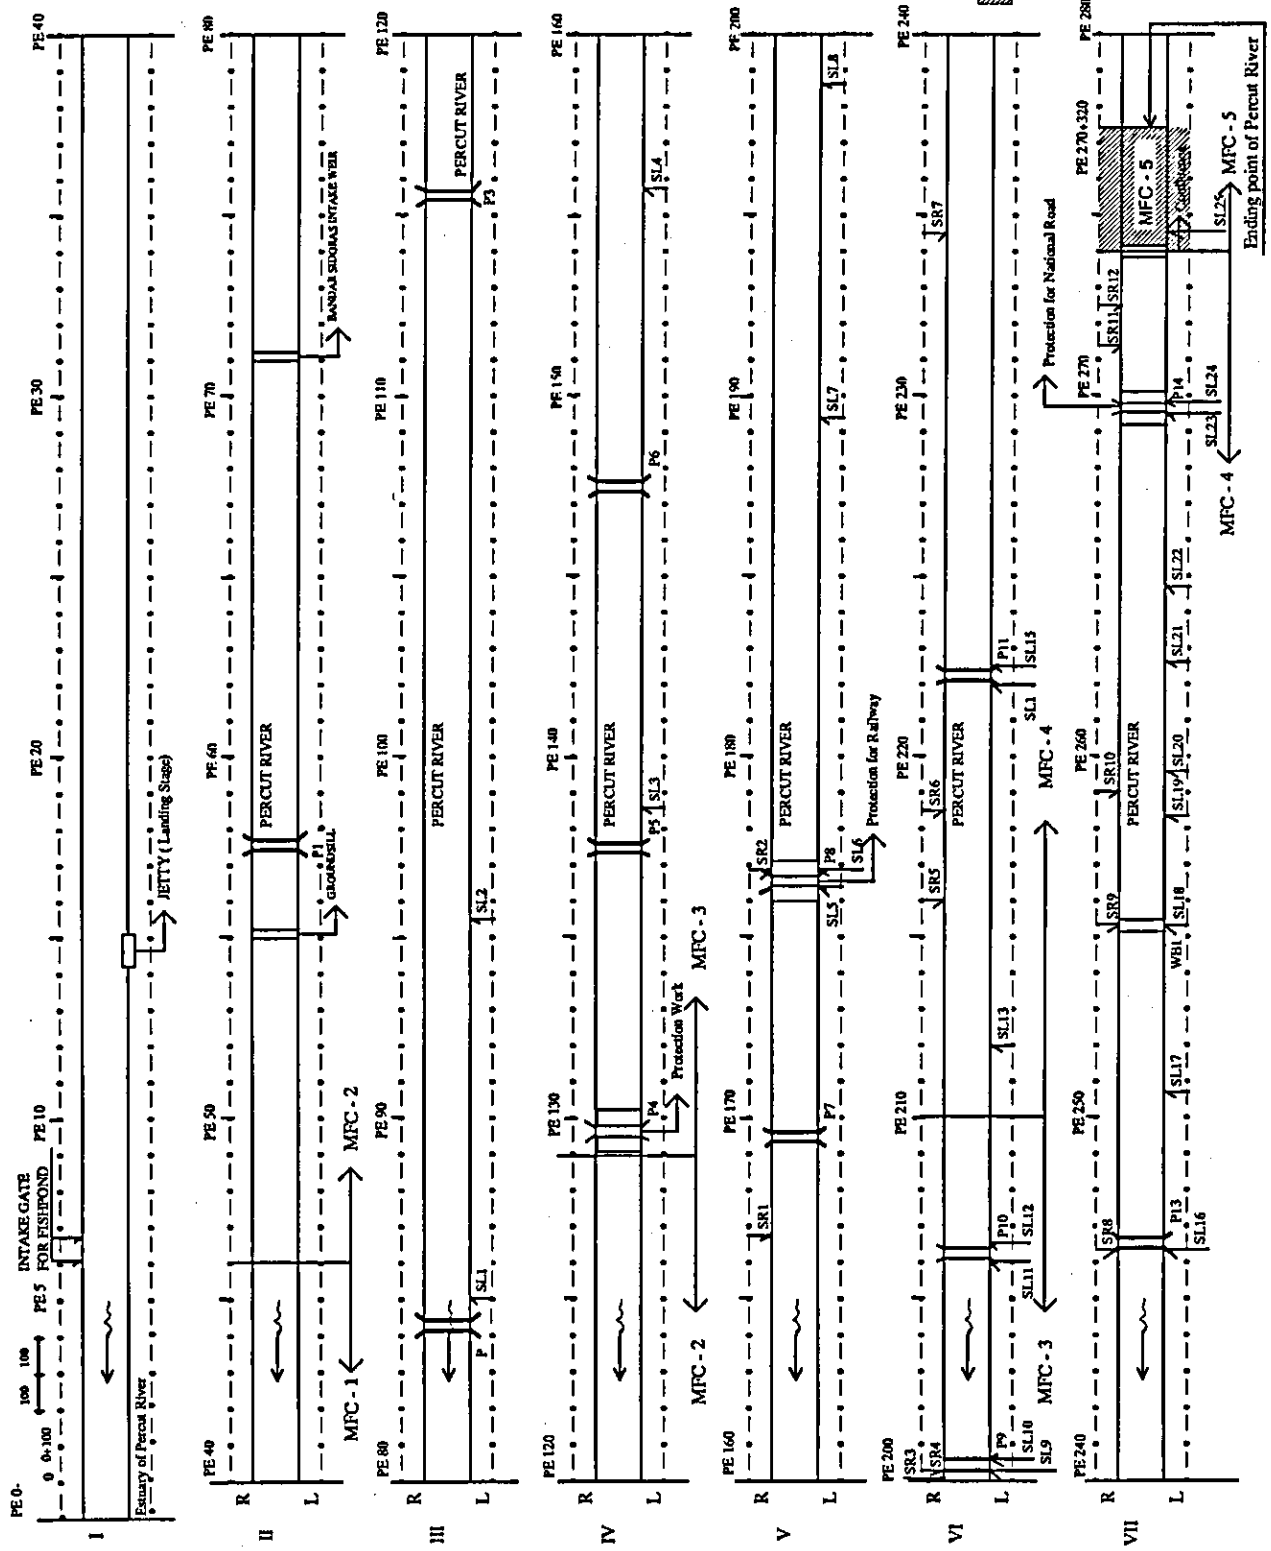 PE 0-
0 0+100
100 100
PE 5
INTAKE GATE
FOR FISHPOND
PE 10
PE 20
PE 30
PE 40
I
Estuary of Percut River
JETTY ( Landing Stage)
PE 40
PE 50
PE 60
PE 70
PE 80
R
II
L
PERCUT RIVER
P1
GROUNDSILL
BANDAR SIDORAS INTAKE WEIR
MFC - 1
MFC - 2
PE 80
PE 90
PE 100
PE 110
PE 120
R
III
L
PERCUT RIVER
PERCUT RIVER
P
SL1
SL2
P3
PE 120
PE 130
PE 140
PE 150
PE 160
R
IV
L
PERCUT RIVER
P4
Protection Work
P5
SL3
P6
SL4
MFC - 2
MFC - 3
PE 160
PE 170
PE 180
PE 190
PE 200
R
V
L
SR1
SR2
PERCUT RIVER
P7
SL5
P8
SL6
Protection for Railway
SL7
SL8
PE 200
PE 210
PE 220
PE 230
PE 240
SR3
SR4
SR5
SR6
SR7
R
VI
L
PERCUT RIVER
P9
SL10
SL9
SL11
P10
SL12
SL13
SL1
P11
SL15
MFC - 3
MFC - 4
Protection for National Road
PE 240
PE 250
PE 260
PE 270
PE 270+320
PE 280
SR8
SR9
SR10
SR11
SR12
R
VII
L
PERCUT RIVER
MFC - 5
P13
SL16
SL17
WB1
SL18
SL19
SL20
SL21
SL22
SL23
P14
SL24
SL25
MFC - 4
MFC - 5
Ending point of Percut River